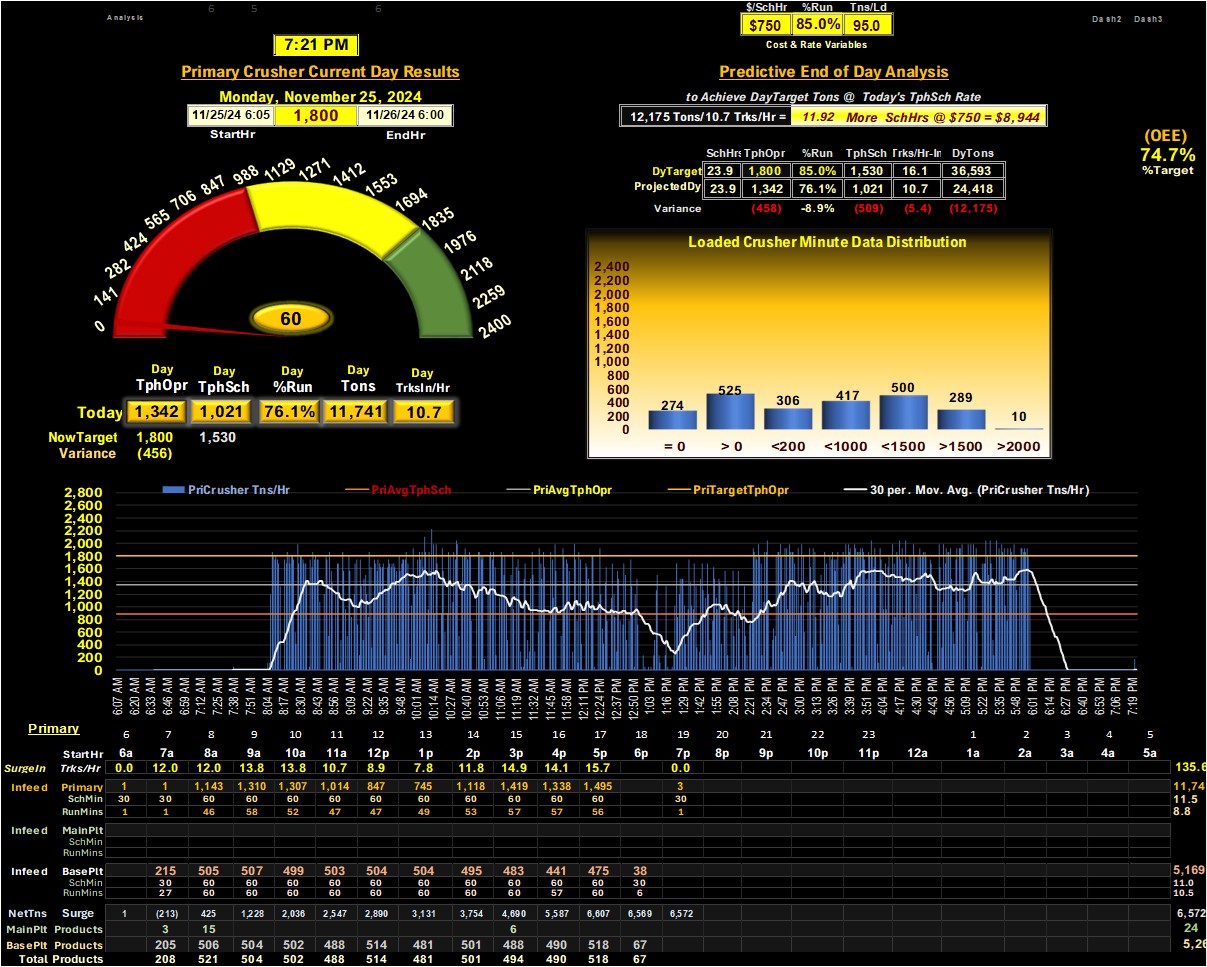 6 5 6
Analysis
$/SchHr %Run Tns/Ld
$750 85.0% 95.0
Cost & Rate Variables
Dash2 Dash3
7:21 PM
Primary Crusher Current Day Results
Monday, November 25, 2024
11/25/24 6:05 1,800 11/26/24 6:00
StartHr EndHr
Predictive End of Day Analysis
to Achieve DayTarget Tons @ Today's TphSch Rate
12,175 Tons/10.7 Trks/Hr = 11.92 More SchHrs @ $750 = $8,944
(OEE)
74.7%
%Target
SchHrs TphOpr %Run TphSch Trks/Hr-In DyTons
DyTarget 23.9 1,800 85.0% 1,530 16.1 36,593
ProjectedDy 23.9 1,342 76.1% 1,021 10.7 24,418
Variance (458) -8.9% (509) (5.4) (12,175)
0 141 282 424 565 706 847 988 1129 1271 1412 1553 1694 1835 1976 2118 2259 2400
60
Day Day Day Day Day
TphOpr TphSch %Run Tons TrksIn/Hr
Today 1,342 1,021 76.1% 11,741 10.7
NowTarget 1,800 1,530
Variance (456)
Loaded Crusher Minute Data Distribution
2,400
2,200
2,000
1,800
1,600
1,400
1,200
1,000
800
600
400
200
0
274 525 306 417 500 289 10
= 0 > 0 <200 <1000 <1500 >1500 >2000
PriCrusher Tns/Hr PriAvgTphSch PriAvgTphOpr PriTargetTphOpr 30 per. Mov. Avg. (PriCrusher Tns/Hr)
2,800
2,600
2,400
2,200
2,000
1,800
1,600
1,400
1,200
1,000
800
600
400
200
0
6:07 AM 6:20 AM 6:33 AM 6:46 AM 6:59 AM 7:12 AM 7:25 AM 7:38 AM 7:51 AM 8:04 AM 8:17 AM 8:30 AM 8:43 AM 8:56 AM 9:09 AM 9:22 AM 9:35 AM 9:48 AM 10:01 AM 10:14 AM 10:27 AM 10:40 AM 10:53 AM 11:06 AM 11:19 AM 11:32 AM 11:45 AM 11:58 AM 12:11 PM 12:24 PM 12:37 PM 12:50 PM 1:03 PM 1:16 PM 1:29 PM 1:42 PM 1:55 PM 2:08 PM 2:21 PM 2:34 PM 2:47 PM 3:00 PM 3:13 PM 3:26 PM 3:39 PM 3:51 PM 4:04 PM 4:17 PM 4:30 PM 4:43 PM 4:56 PM 5:09 PM 5:22 PM 5:35 PM 5:48 PM 6:01 PM 6:14 PM 6:27 PM 6:40 PM 6:53 PM 7:06 PM 7:19 PM
Primary
6 7 8 9 10 11 12 13 14 15 16 17 18 19 20 21 22 23 1 2 3 4 5
StartHr 6a 7a 8a 9a 10a 11a 12p 1p 2p 3p 4p 5p 6p 7p 8p 9p 10p 11p 12a 1a 2a 3a 4a 5a
SurgeIn Trks/Hr 0.0 12.0 12.0 13.8 13.8 10.7 8.9 7.8 11.8 14.9 14.1 15.7 0.0 135.6
Infeed Primary 1 1 1,143 1,310 1,307 1,014 847 745 1,118 1,419 1,338 1,495 3 11,74
SchMin 30 30 60 60 60 60 60 60 60 60 60 60 30 11.5
RunMins 1 1 46 58 52 47 47 49 53 57 57 56 1 8.8
Infeed MainPlt
SchMin
RunMins
Infeed BasePlt 215 505 507 499 503 504 504 495 483 441 475 38 5,169
SchMin 30 60 60 60 60 60 60 60 60 60 60 30 11.0
RunMins 27 60 60 60 60 60 60 60 60 57 60 6 10.5
NetTns Surge 1 (213) 425 1,228 2,036 2,547 2,890 3,131 3,754 4,690 5,587 6,607 6,569 6,572 6,572
MainPlt Products 3 15 6 24
BasePlt Products 205 506 504 502 488 514 481 501 488 490 518 67 5,26
Total Products 208 521 504 502 488 514 481 501 494 490 518 67